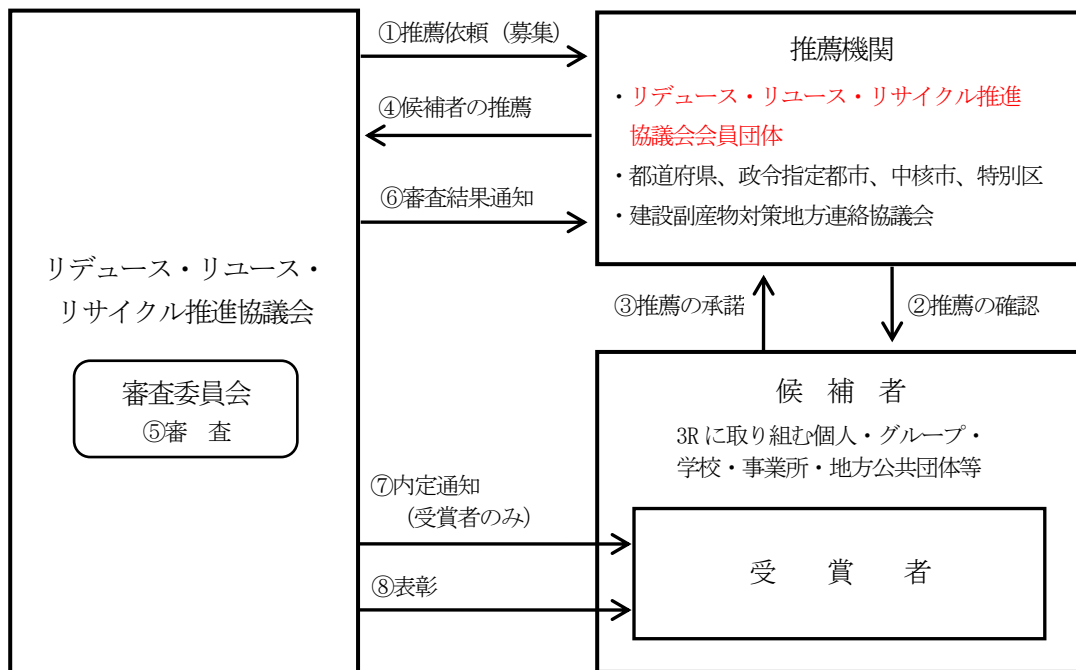 ①推薦依頼（募集）
④候補者の推薦
⑥審査結果通知
推薦機関
・リデュース・リユース・リサイクル推進
協議会会員団体
・都道府県、政令指定都市、中核市、特別区
・建設副産物対策地方連絡協議会
リデュース・リユース・
リサイクル推進協議会
審査委員会
⑤審　査
③推薦の承諾
②推薦の確認
候　補　者
3Rに取り組む個人・グループ・
学校・事業所・地方公共団体等
⑦内定通知
（受賞者のみ）
⑧表彰
受　賞　者